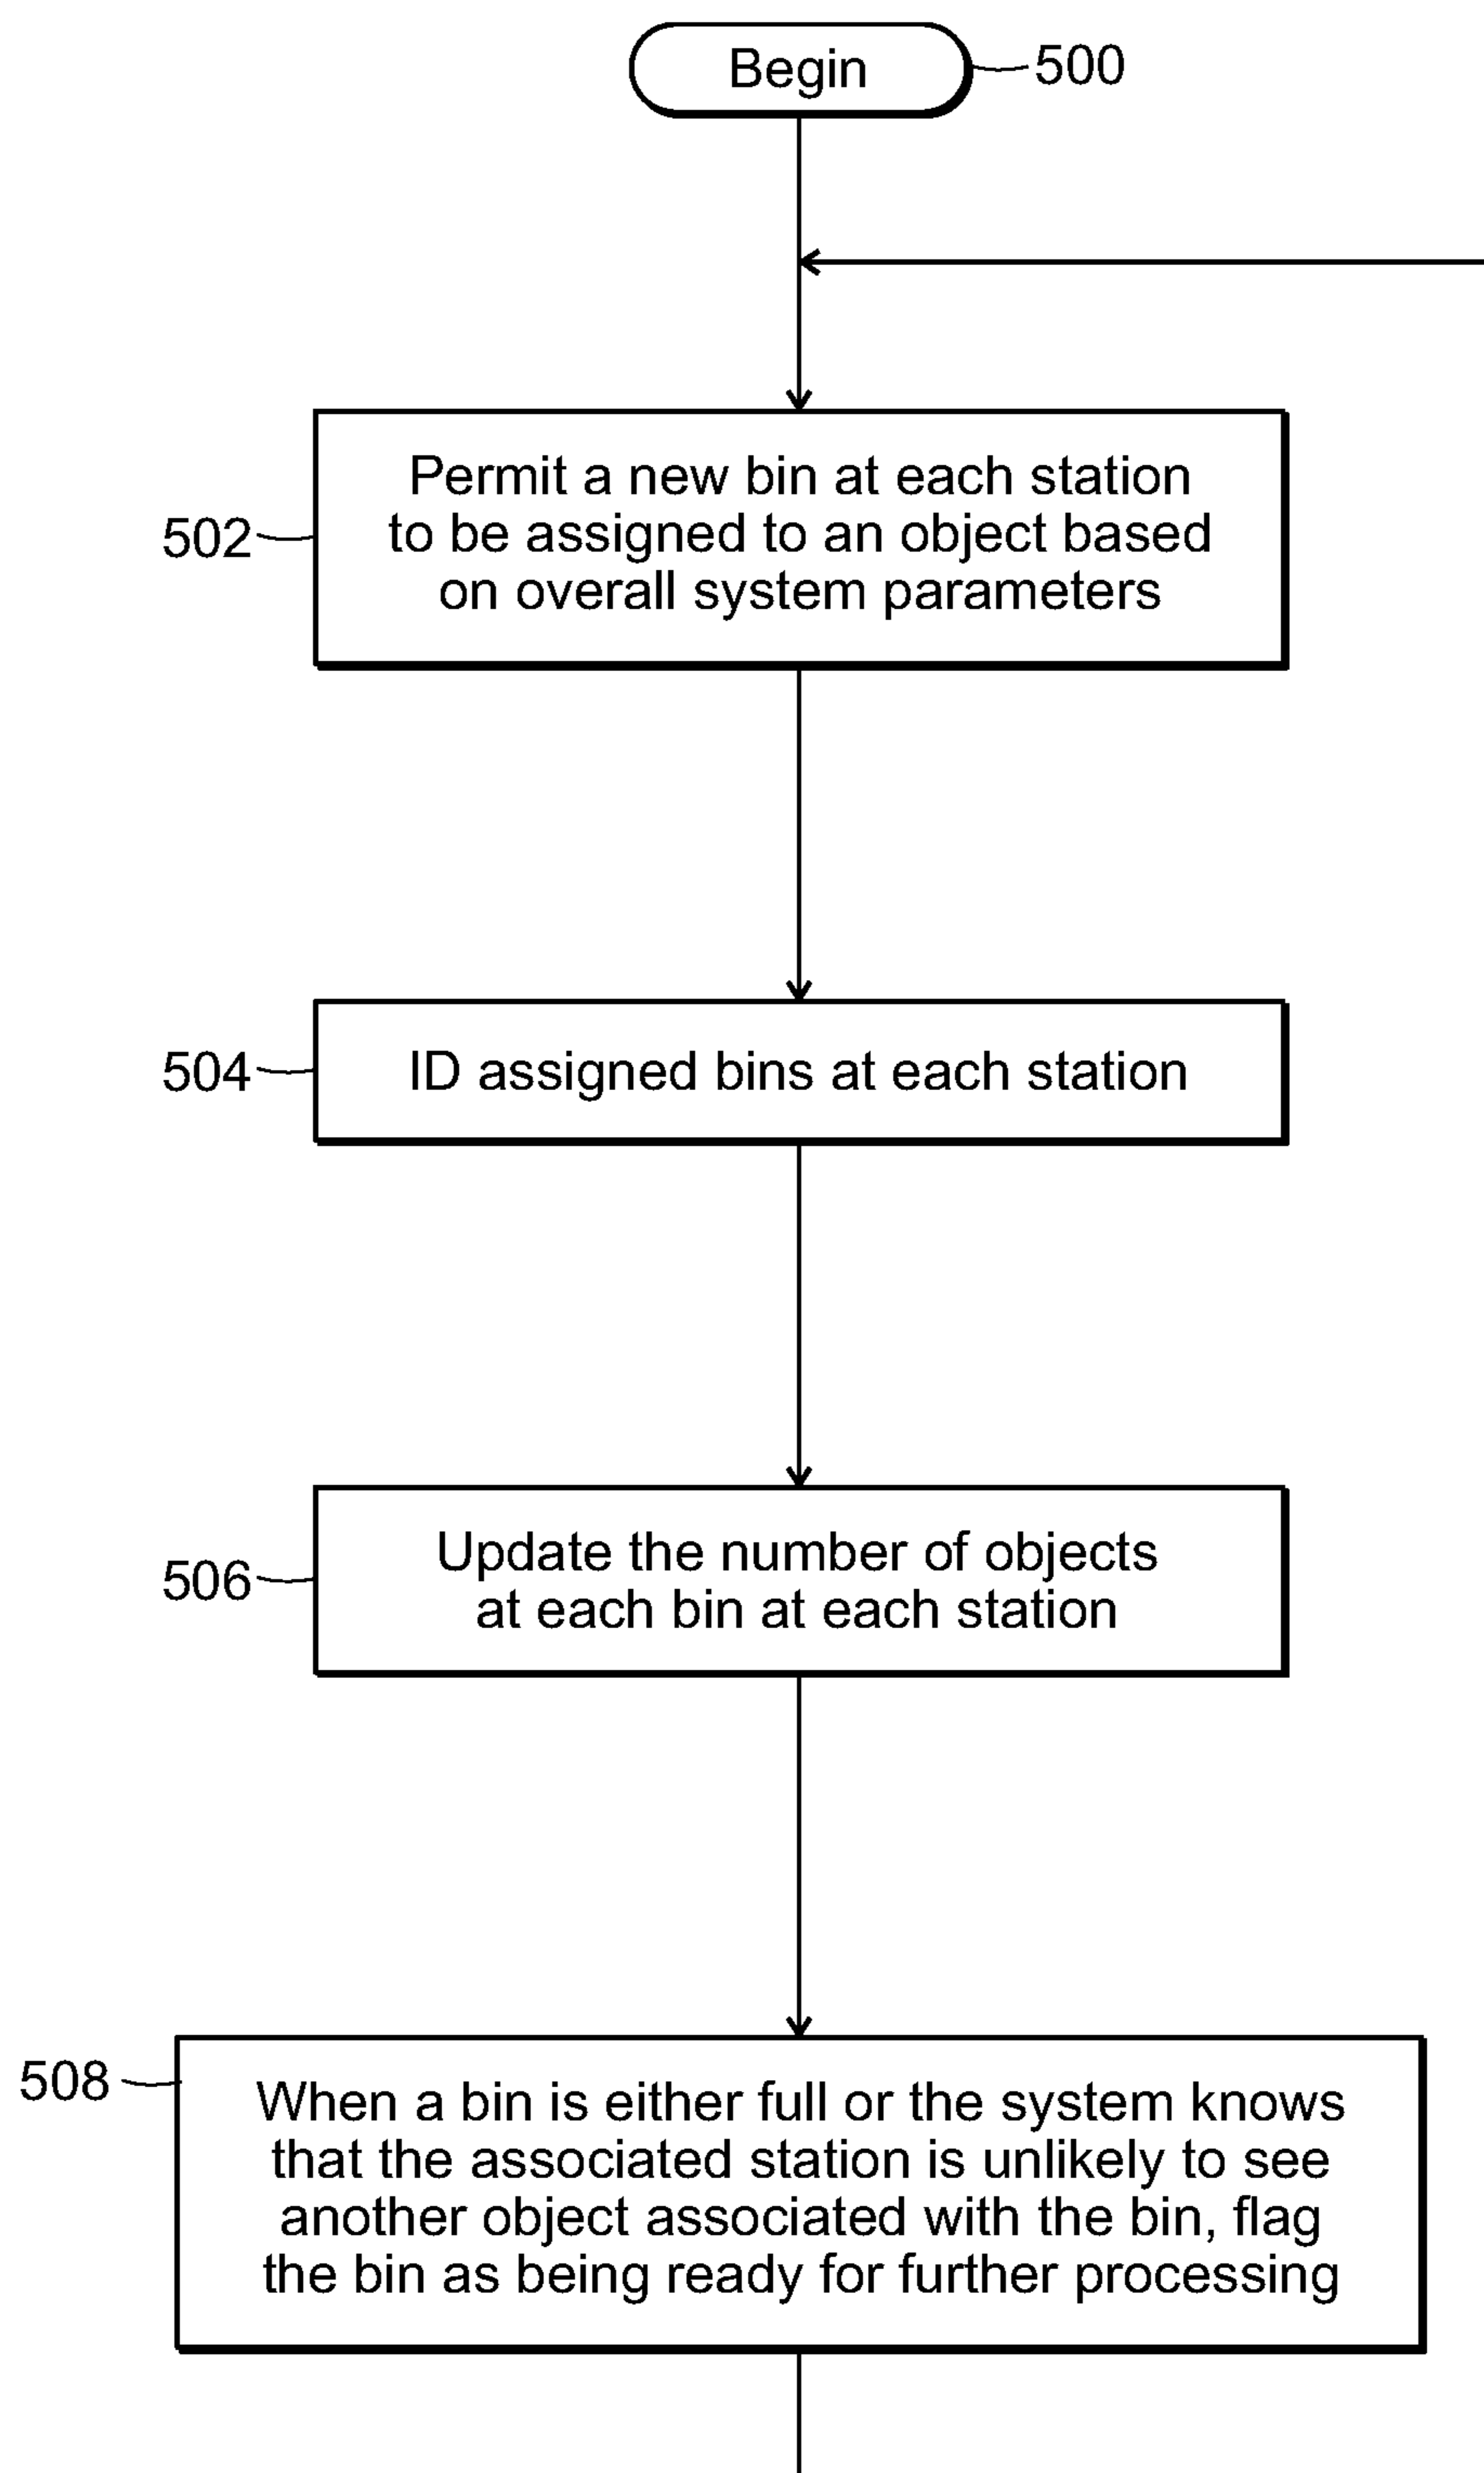 Begin
500
Permit a new bin at each station
to be assigned to an object based
on overall system parameters
502
ID assigned bins at each station
504
Update the number of objects
at each bin at each station
506
508
When a bin is either full or the system knows
that the associated station is unlikely to see
another object associated with the bin, flag
the bin as being ready for further processing